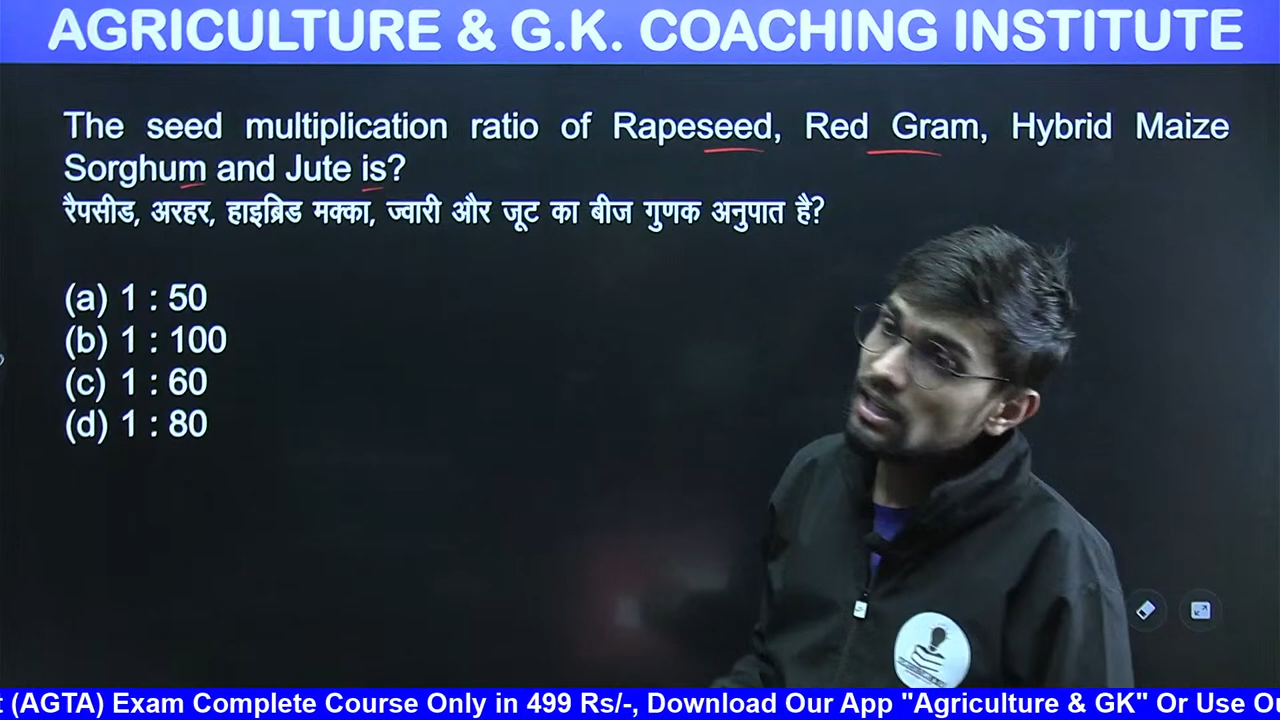 AGRICULTURE & G.K. COACHING INSTITUTE
The seed multiplication ratio of Rapeseed, Red Gram, Hybrid Maize
Sorghum and Jute is?
रैपसीड, अरहर, हाइब्रिड मक्का, ज्वारी और जूट का बीज गुणक अनुपात है?
(a) 1 : 50
(b) 1 : 100
(c) 1 : 60
(d) 1 : 80
(AGTA) Exam Complete Course Only in 499 Rs/-, Download Our App "Agriculture & GK" Or Use